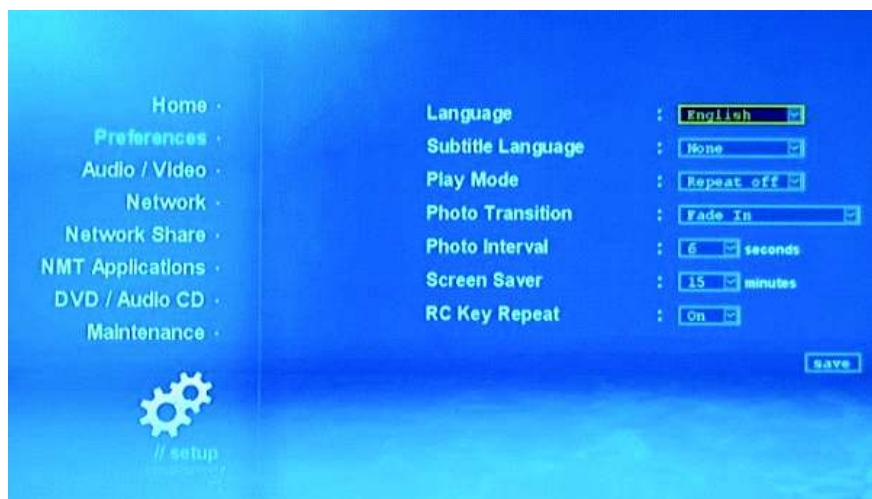 Home ·
Preferences ·
Audio / Video ·
Network ·
Network Share ·
NMT Applications ·
DVD / Audio CD ·
Maintenance ·
// setup
Language : English
Subtitle Language : None
Play Mode : Repeat off
Photo Transition : Fade In
Photo Interval : 6 seconds
Screen Saver : 15 minutes
RC Key Repeat : On
save